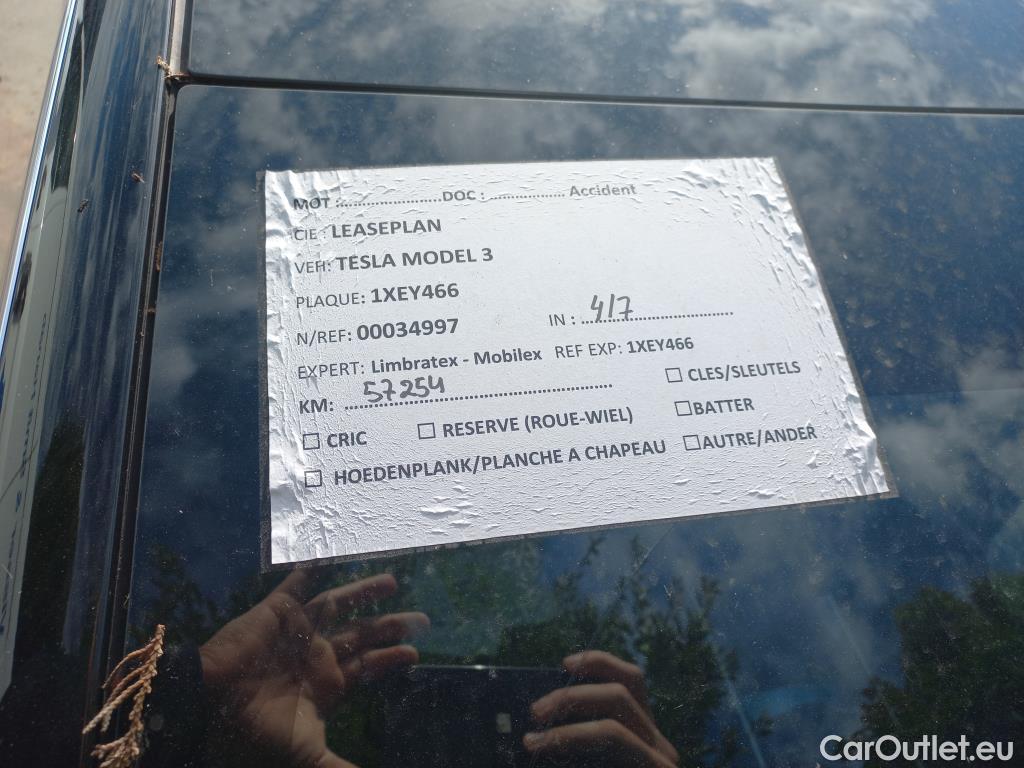 MOT :........................DOC : .................. Accident
CIE : LEASEPLAN
VEH: TESLA MODEL 3
PLAQUE: 1XEY466
N/REF: 00034997 IN : ...4/7...
EXPERT: Limbratex - Mobilex REF EXP: 1XEY466
KM: 57254
☐ CLES/SLEUTELS
☐ CRIC ☐ RESERVE (ROUE-WIEL) ☐BATTER
☐ HOEDENPLANK/PLANCHE A CHAPEAU ☐AUTRE/ANDER
CarOutlet.eu